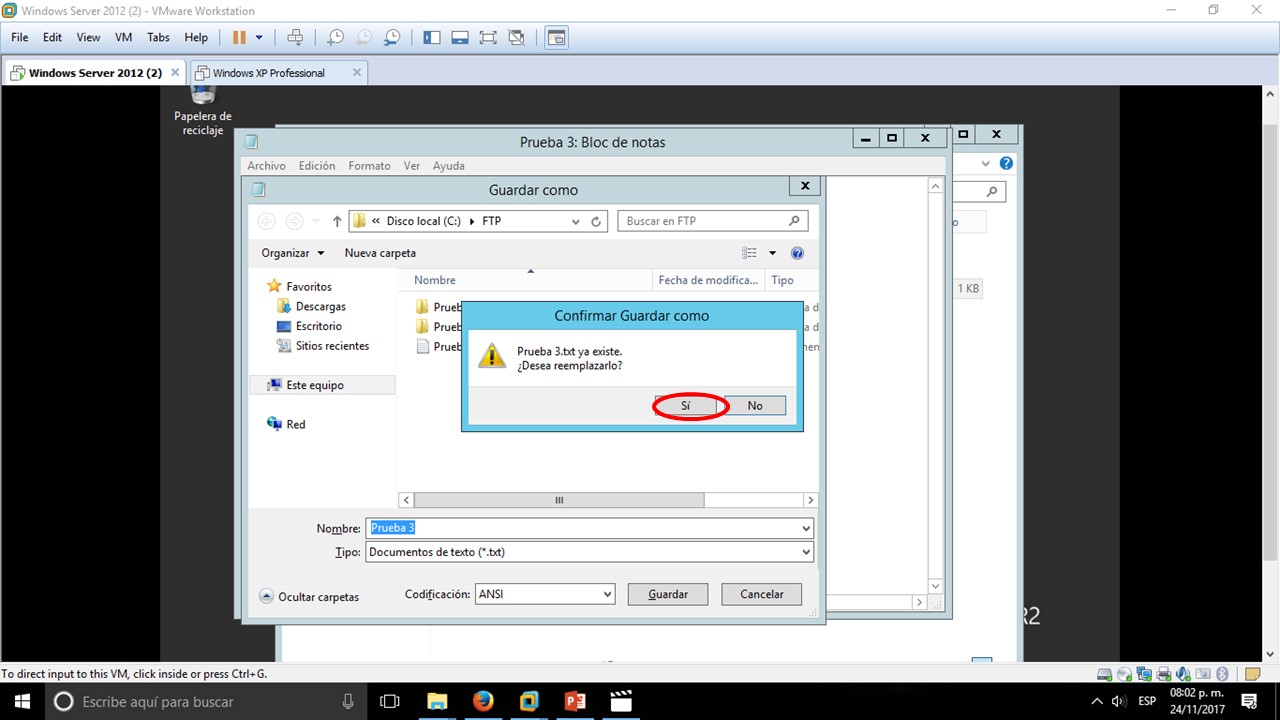 Windows Server 2012 (2) - VMware Workstation
File Edit View VM Tabs Help
Windows Server 2012 (2) Windows XP Professional
Papelera de
reciclaje
Prueba 3: Bloc de notas
Archivo Edición Formato Ver Ayuda
Guardar como
« Disco local (C:) FTP Buscar en FTP
Organizar Nueva carpeta
Nombre Fecha de modifica... Tipo
1 KB
Favoritos
Descargas
Escritorio
Sitios recientes
Este equipo
Red
Confirmar Guardar como
Prueba 3.txt ya existe.
¿Desea reemplazarlo?
Sí No
Nombre: Prueba 3
Tipo: Documentos de texto (*.txt)
Ocultar carpetas Codificación: ANSI Guardar Cancelar
R2
To direct input to this VM, click inside or press Ctrl+G.
Escribe aquí para buscar
ESP
08:02 p. m.
24/11/2017